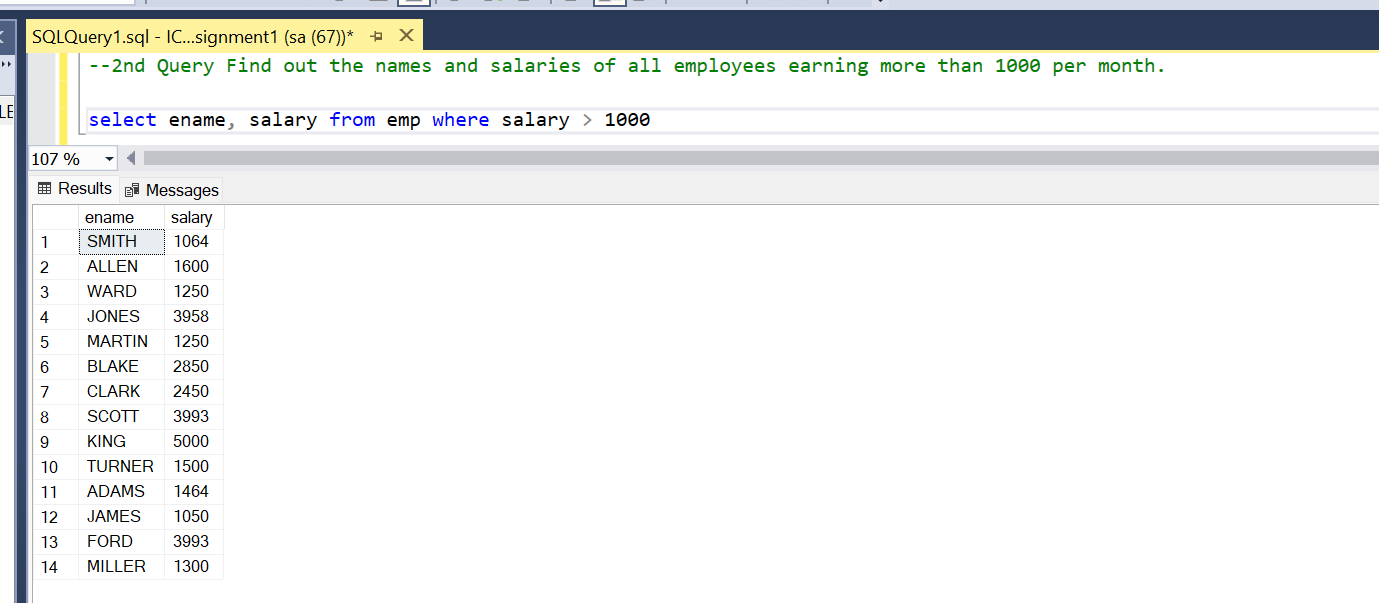 SQLQuery1.sql - IC...signment1 (sa (67))*
--2nd Query Find out the names and salaries of all employees earning more than 1000 per month.
select ename, salary from emp where salary > 1000
107 %
Results Messages
ename salary
1 SMITH 1064
2 ALLEN 1600
3 WARD 1250
4 JONES 3958
5 MARTIN 1250
6 BLAKE 2850
7 CLARK 2450
8 SCOTT 3993
9 KING 5000
10 TURNER 1500
11 ADAMS 1464
12 JAMES 1050
13 FORD 3993
14 MILLER 1300